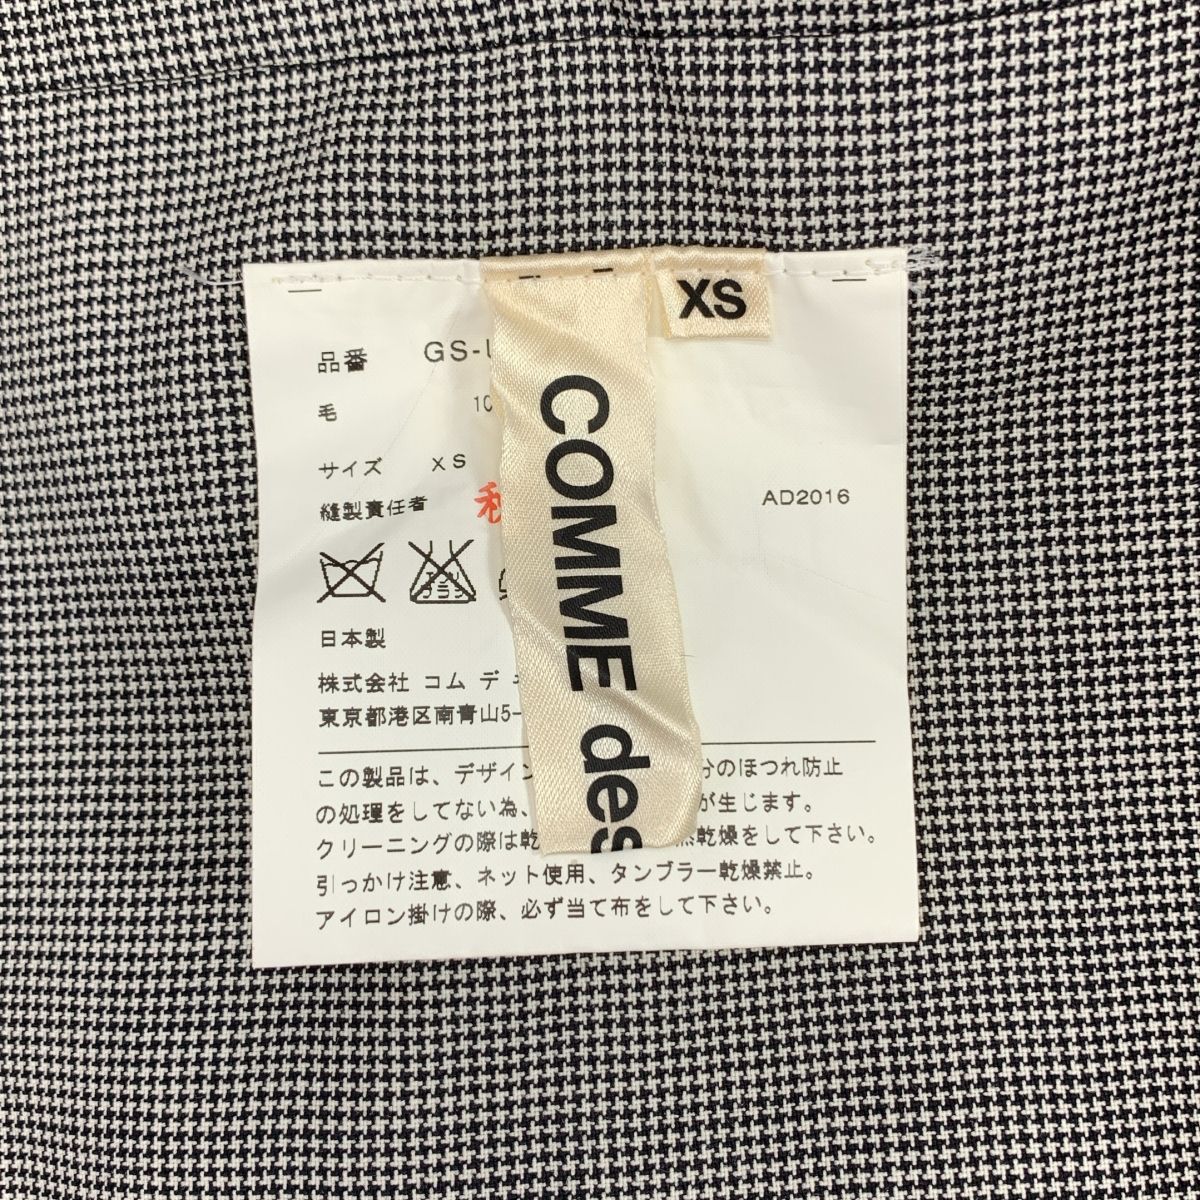 XS
COMME des
品番 GS-
毛
サイズ XS
縫製責任者
AD2016
日本製
株式会社 コム デ
東京都港区南青山5-
この製品は、デザイン 分のほつれ防止
の処理をしてない為、 が生じます。
クリーニングの際は乾 然乾燥をして下さい。
引っかけ注意、ネット使用、タンブラー乾燥禁止。
アイロン掛けの際、必ず当て布をして下さい。